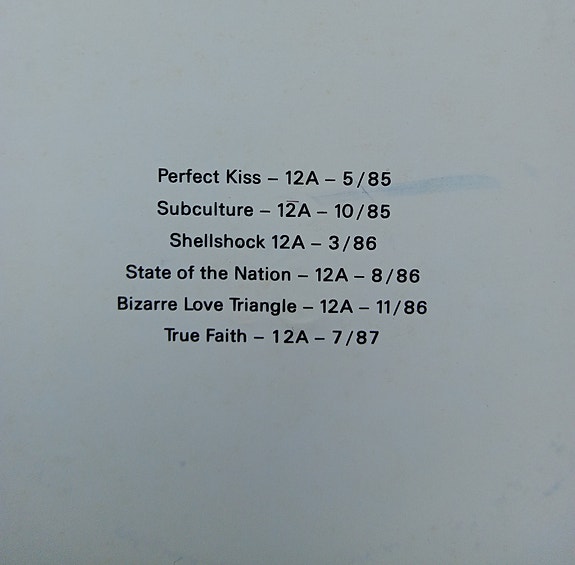 Perfect Kiss – 12A – 5/85
Subculture – 12A – 10/85
Shellshock 12A – 3/86
State of the Nation – 12A – 8/86
Bizarre Love Triangle – 12A – 11/86
True Faith – 12A – 7/87